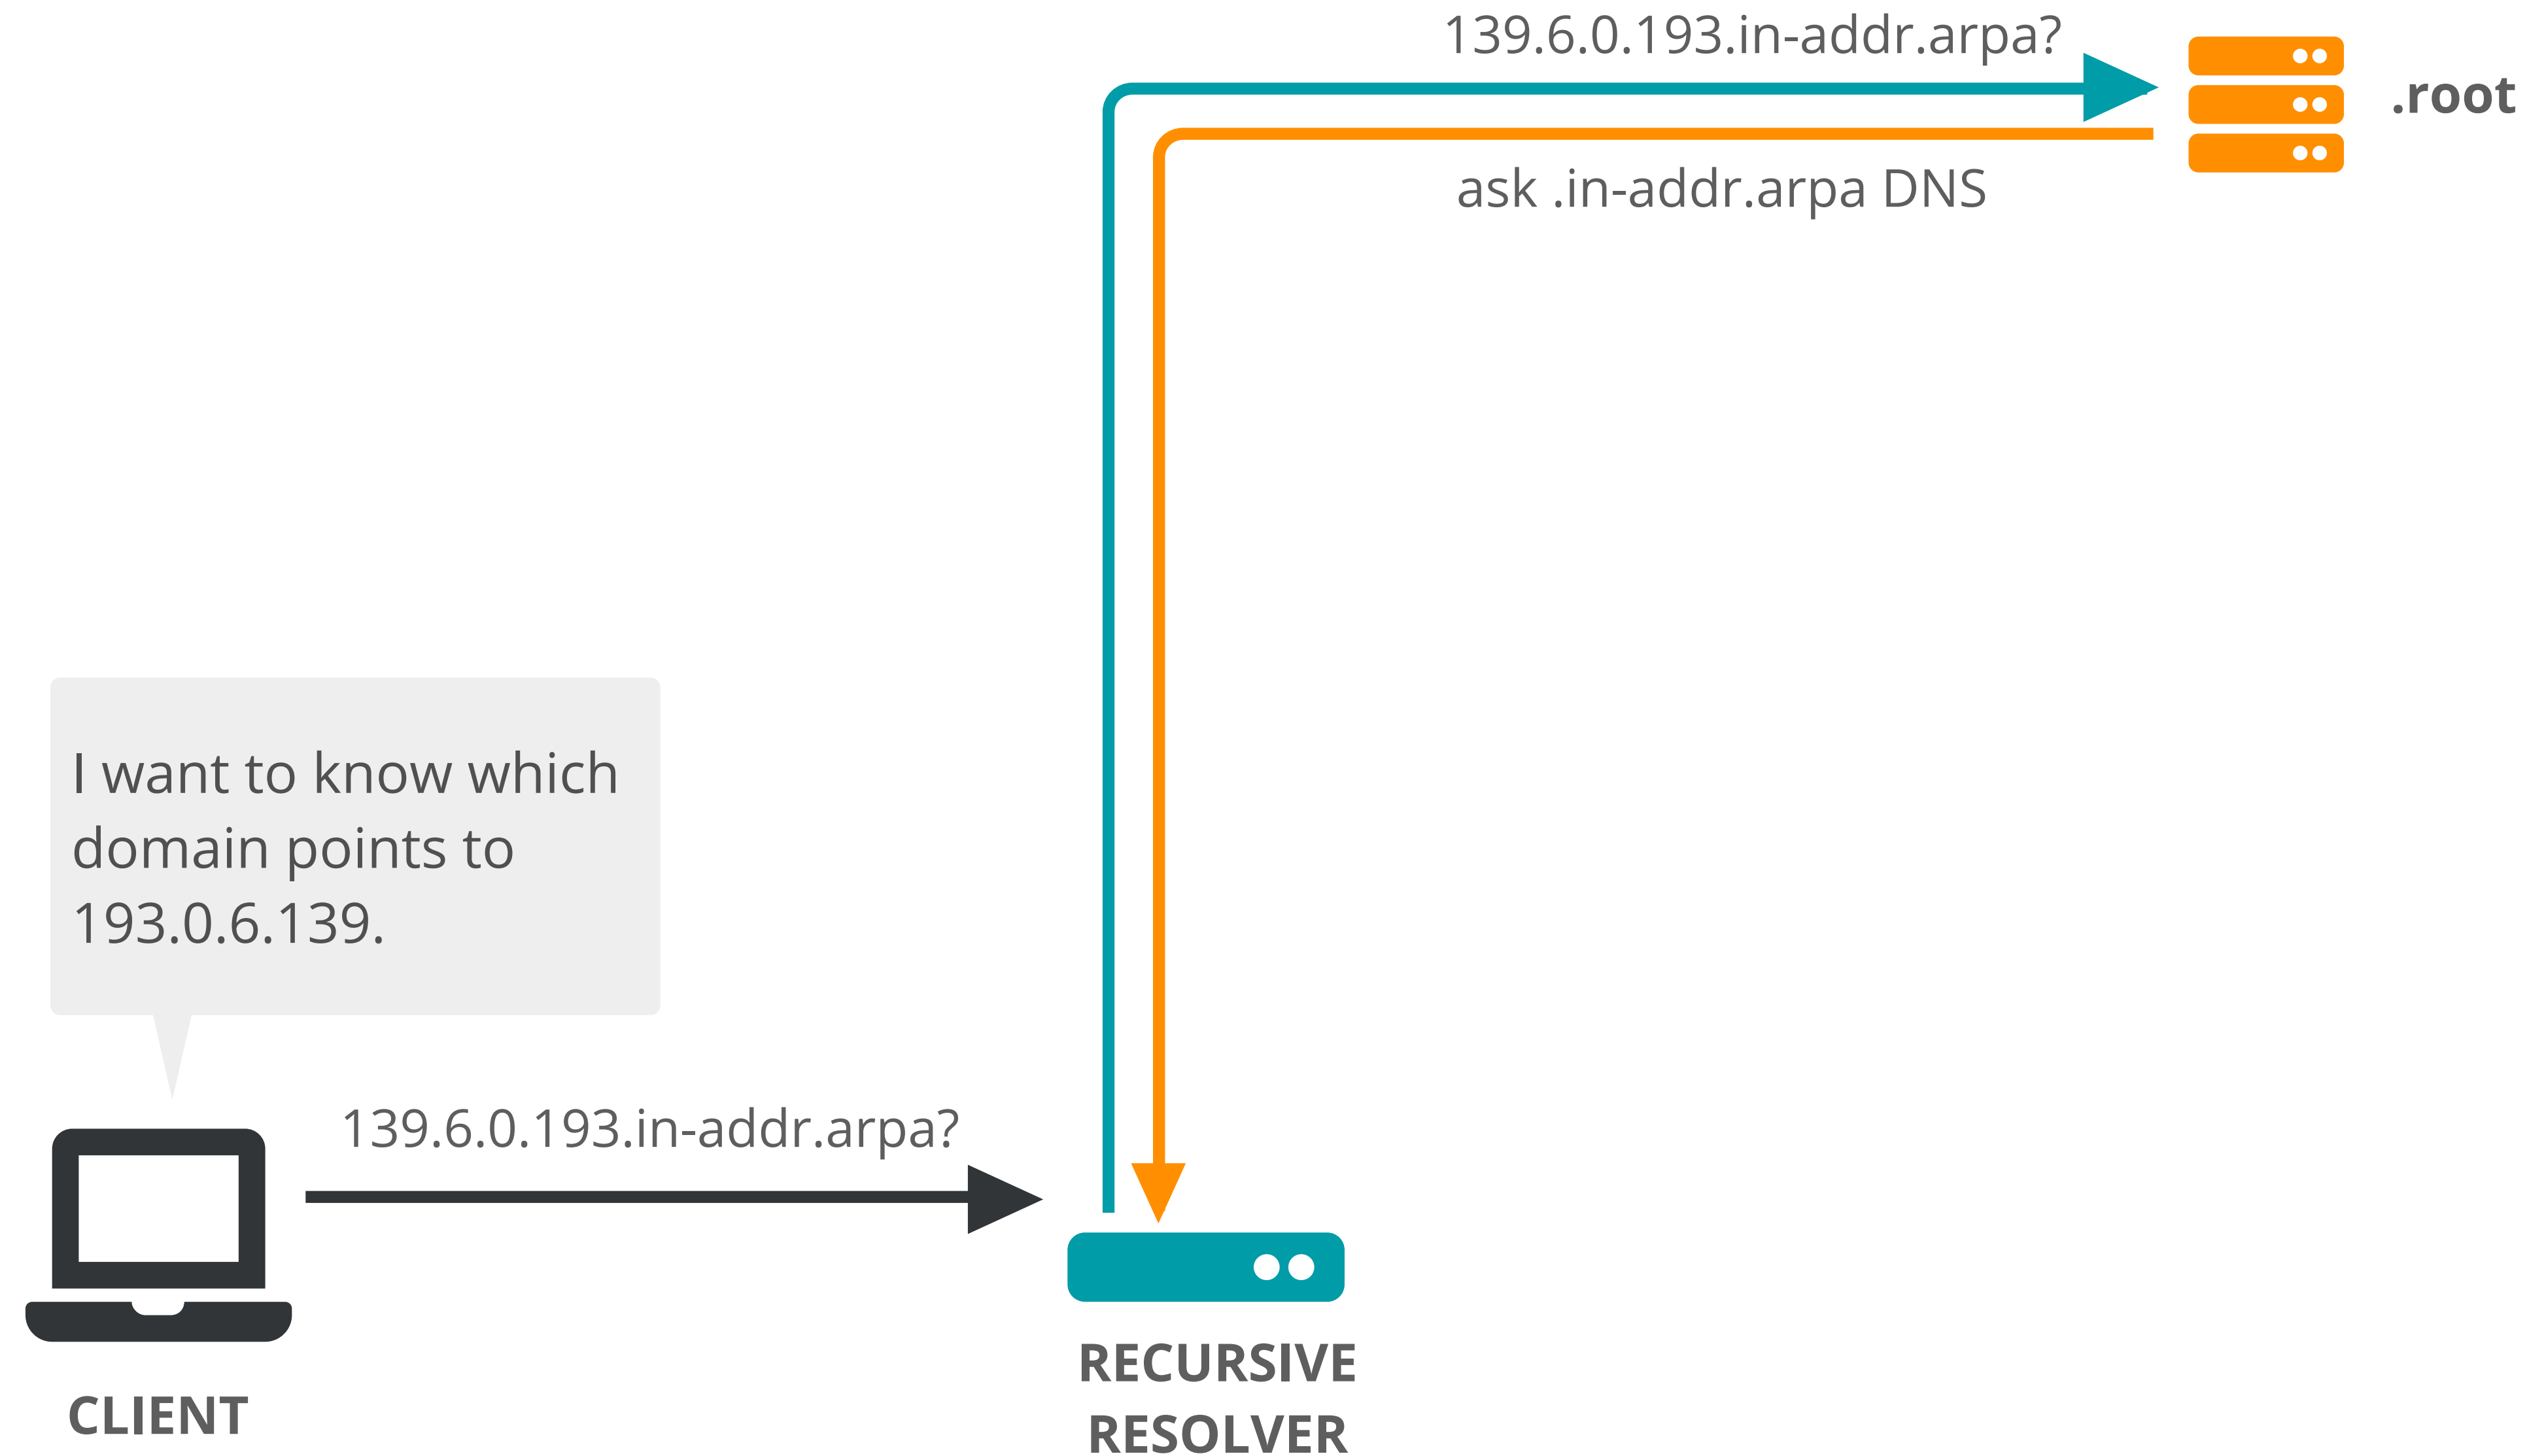 139.6.0.193.in-addr.arpa?
.root
ask .in-addr.arpa DNS
I want to know which
domain points to
193.0.6.139.
139.6.0.193.in-addr.arpa?
CLIENT
RECURSIVE
RESOLVER